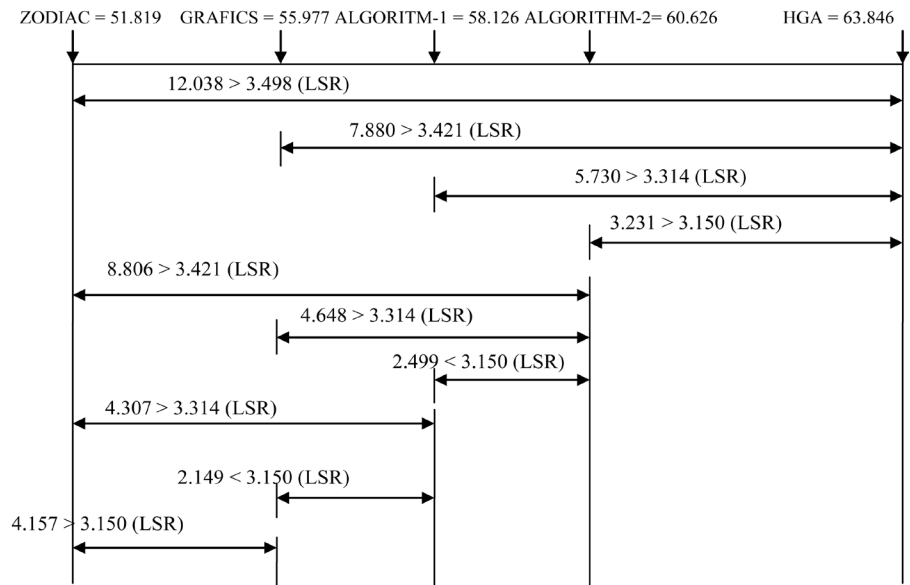 ZODIAC = 51.819 GRAFICS = 55.977 ALGORITM-1 = 58.126 ALGORITHM-2= 60.626 HGA = 63.846
12.038 > 3.498 (LSR)
7.880 > 3.421 (LSR)
5.730 > 3.314 (LSR)
3.231 > 3.150 (LSR)
8.806 > 3.421 (LSR)
4.648 > 3.314 (LSR)
2.499 < 3.150 (LSR)
4.307 > 3.314 (LSR)
2.149 < 3.150 (LSR)
4.157 > 3.150 (LSR)